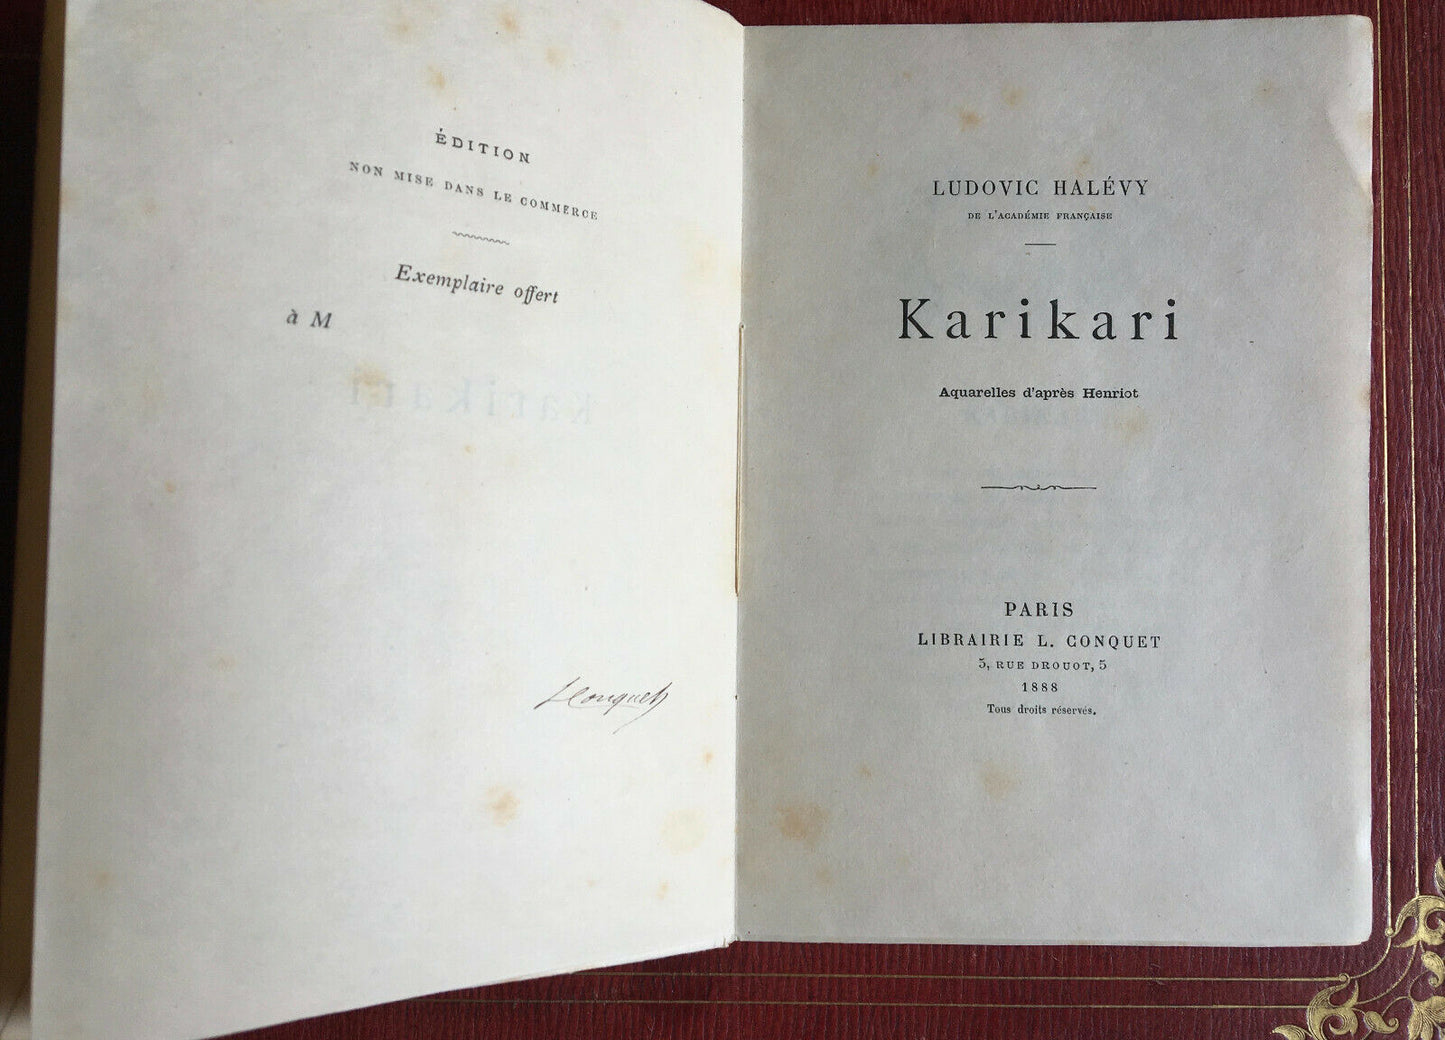 ÉDITION
NON MISE DANS LE COMMERCE
Exemplaire offert
à M
LConquet
LUDOVIC HALÉVY
DE L'ACADÉMIE FRANÇAISE
Karikari
Aquarelles d'après Henriot
PARIS
LIBRAIRIE L. CONQUET
5, RUE DROUOT, 5
1888
Tous droits réservés.